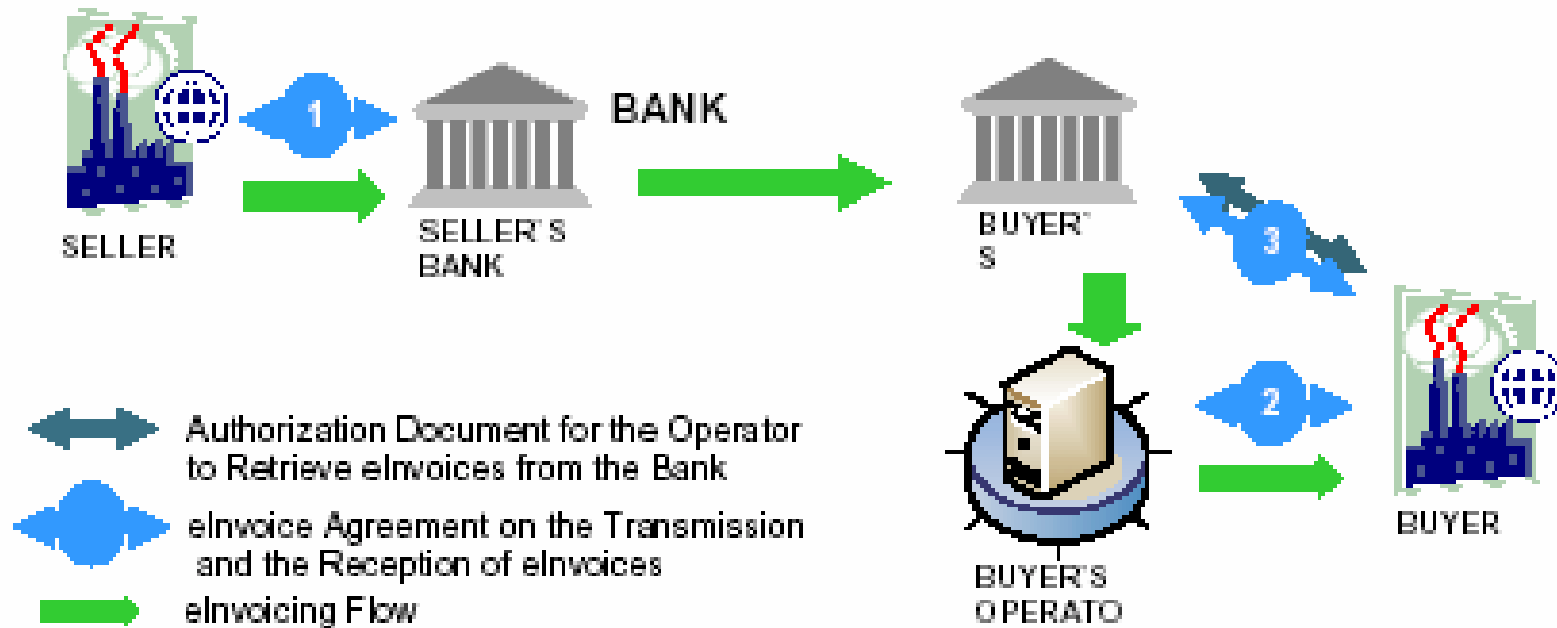 1
BANK
SELLER
SELLER'S
BANK
BUYER'
S
3
2
Authorization Document for the Operator
to Retrieve eInvoices from the Bank
eInvoice Agreement on the Transmission
and the Reception of eInvoices
eInvoicing Flow
BUYER'S
OPERATO
BUYER